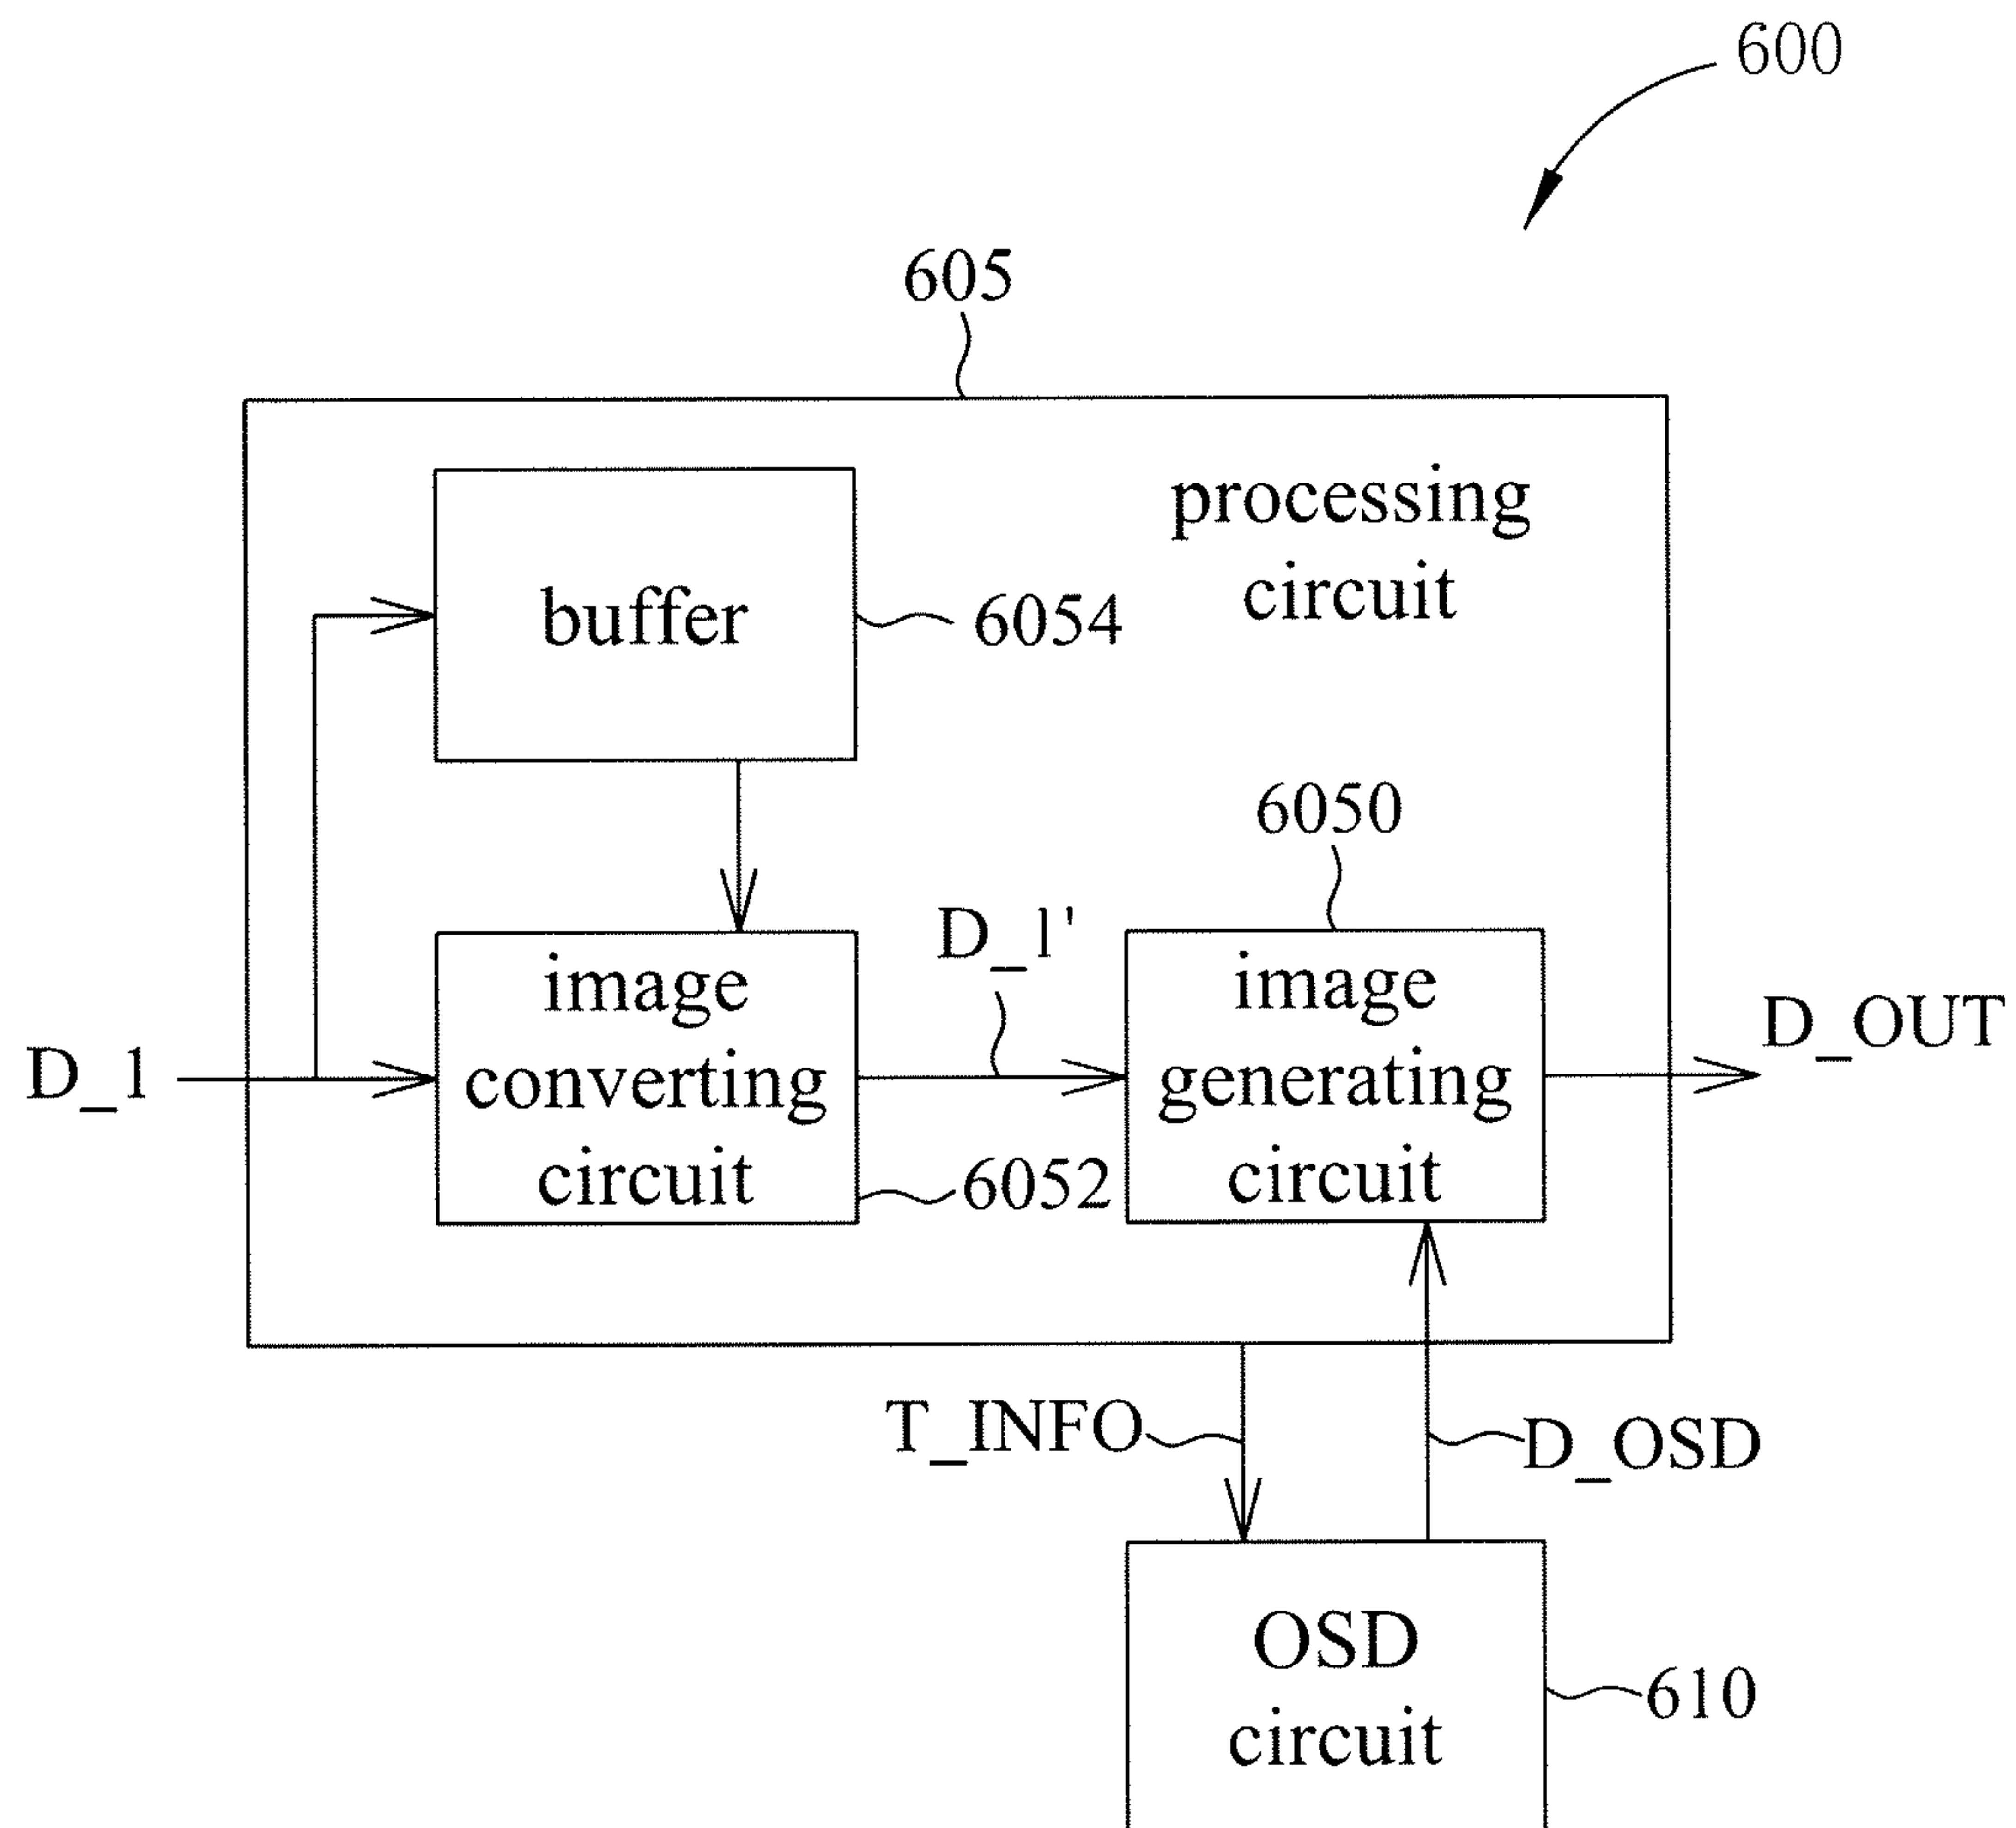 600
605
processing
circuit
buffer
6054
6050
D_1'
image
converting
circuit
image
generating
circuit
D_OUT
D_1
6052
T_INFO
D_OSD
OSD
circuit
610